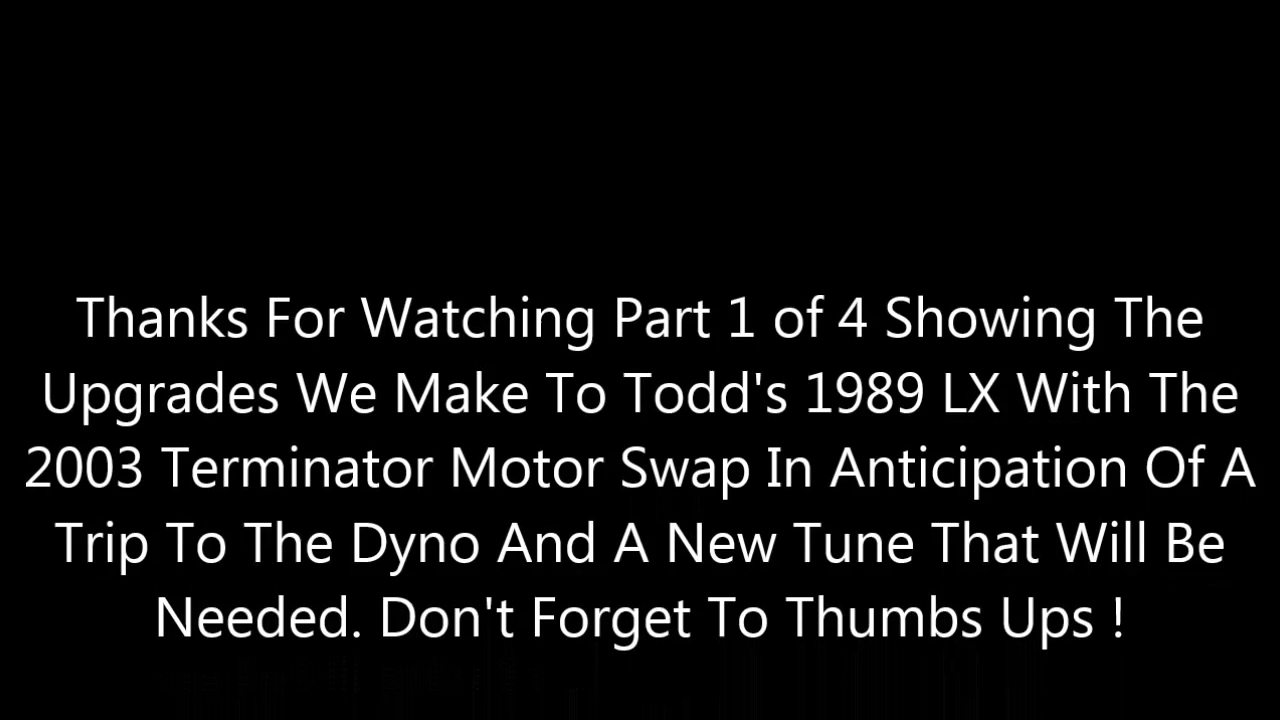 Thanks For Watching Part 1 of 4 Showing The
Upgrades We Make To Todd's 1989 LX With The
2003 Terminator Motor Swap In Anticipation Of A
Trip To The Dyno And A New Tune That Will Be
Needed. Don't Forget To Thumbs Ups !